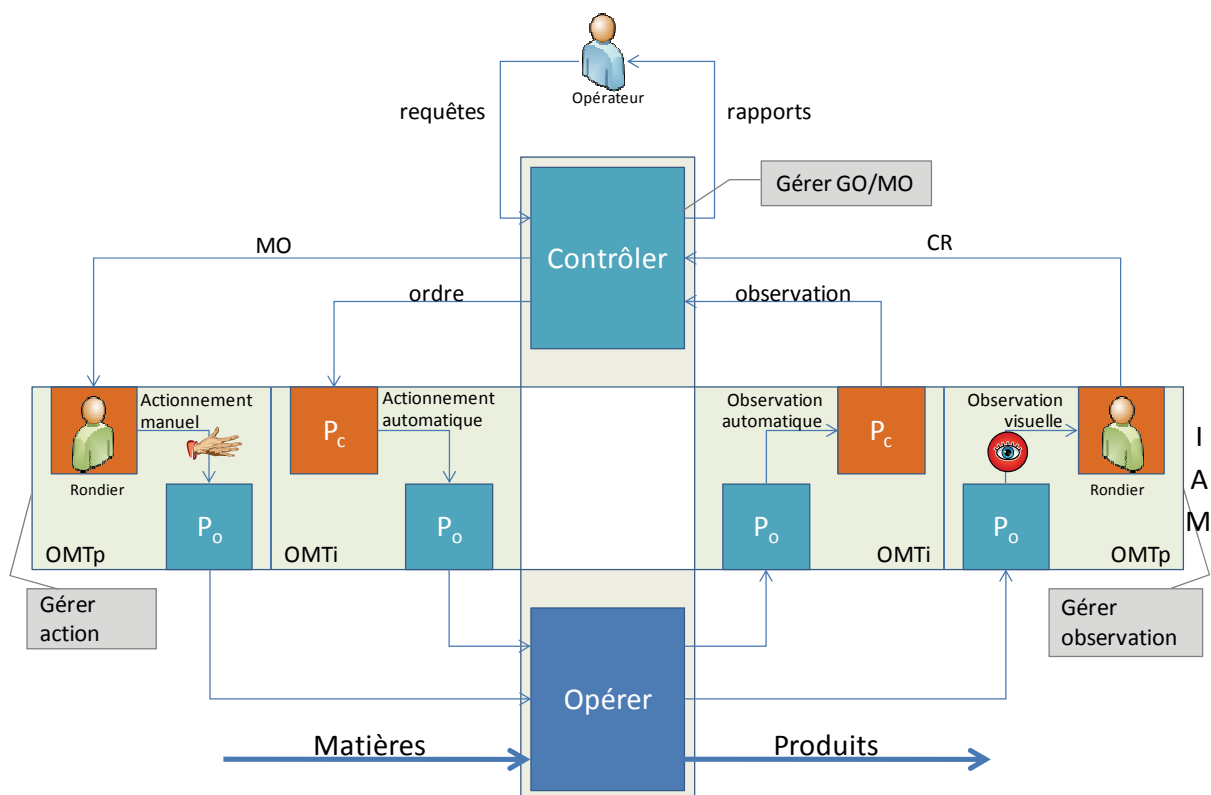 Opérateur
requêtes
rapports
Gérer GO/MO
Contrôler
MO
CR
ordre
observation
Actionnement
manuel
Rondier
Po
OMTp
Actionnement
automatique
Pc
Po
OMTi
Observation
automatique
Pc
Po
OMTi
Observation
visuelle
Rondier
Po
OMTp
I
A
M
Gérer
action
Gérer
observation
Opérer
Matières
Produits